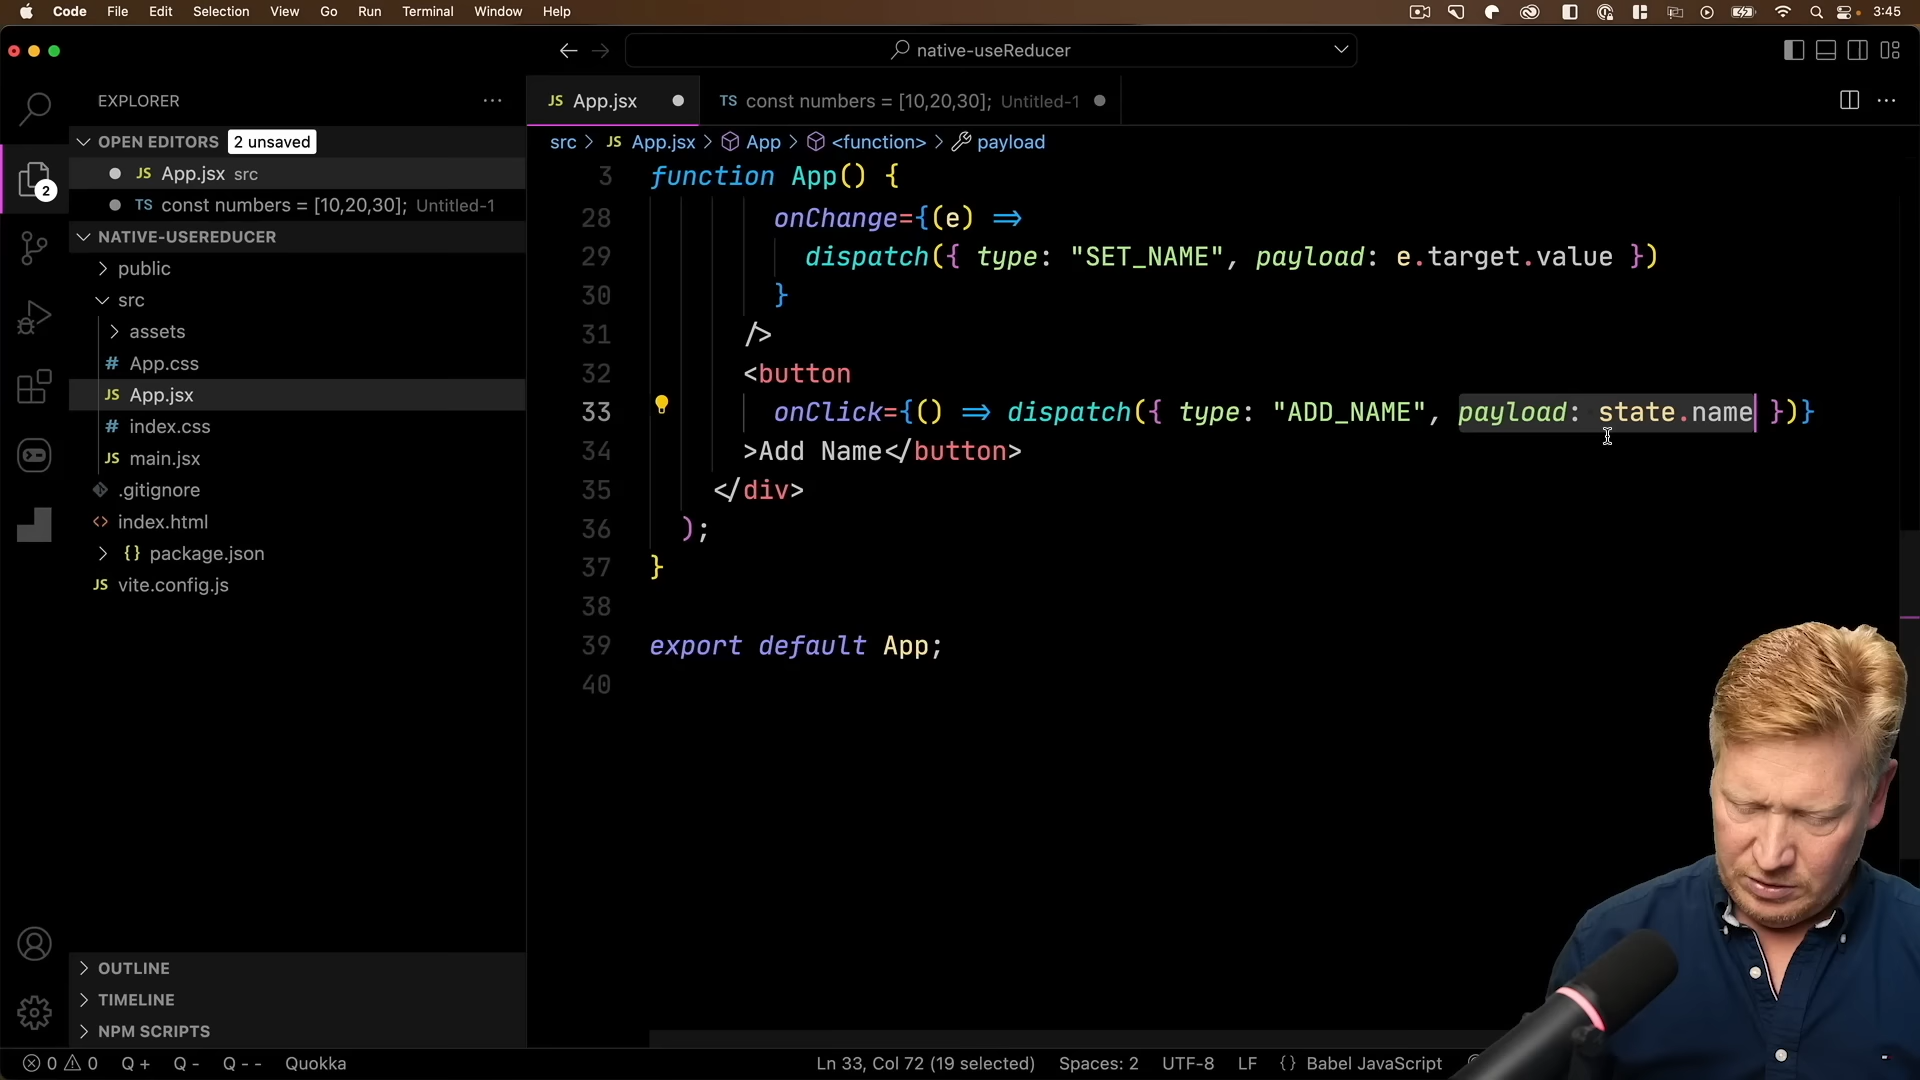 Code File Edit Selection View Go Run Terminal Window Help 3:45
native-useReducer
EXPLORER
OPEN EDITORS 2 unsaved
JS App.jsx src
TS const numbers = [10,20,30]; Untitled-1
NATIVE-USEREDUCER
public
src
assets
# App.css
JS App.jsx
# index.css
JS main.jsx
.gitignore
<> index.html
{} package.json
JS vite.config.js
OUTLINE
TIMELINE
NPM SCRIPTS
2
JS App.jsx
TS const numbers = [10,20,30]; Untitled-1
src > JS App.jsx > App > <function> > payload
3 function App() {
28 onChange={(e) =>
29 dispatch({ type: "SET_NAME", payload: e.target.value })
30 }
31 />
32 <button
33 onClick={() => dispatch({ type: "ADD_NAME", payload: state.name })}
34 >Add Name</button>
35 </div>
36 );
37 }
38
39 export default App;
40
0 0 Q + Q - Q - - Quokka Ln 33, Col 72 (19 selected) Spaces: 2 UTF-8 LF {} Babel JavaScript